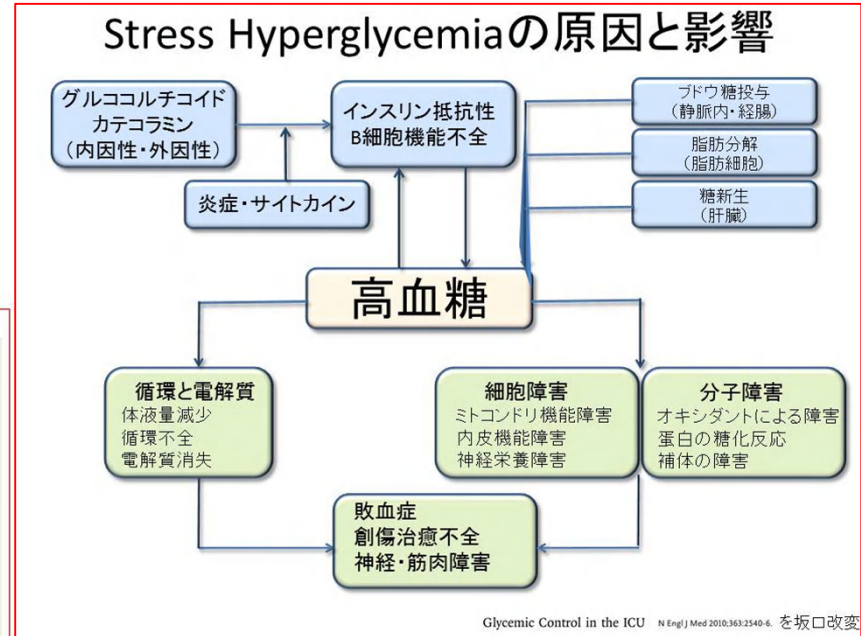 Stress Hyperglycemiaの原因と影響
グルココルチコイド
カテコラミン
(内因性・外因性)
インスリン抵抗性
B細胞機能不全
ブドウ糖投与
(静脈内・経腸)
脂肪分解
(脂肪細胞)
糖新生
(肝臓)
炎症・サイトカイン
高血糖
循環と電解質
体液量減少
循環不全
電解質消失
細胞障害
ミトコンドリ機能障害
内皮機能障害
神経栄養障害
分子障害
オキシダントによる障害
蛋白の糖化反応
補体の障害
敗血症
創傷治癒不全
神経・筋肉障害
Glycemic Control in the ICU N Engl J Med 2010;363:2540-6. を坂口改変